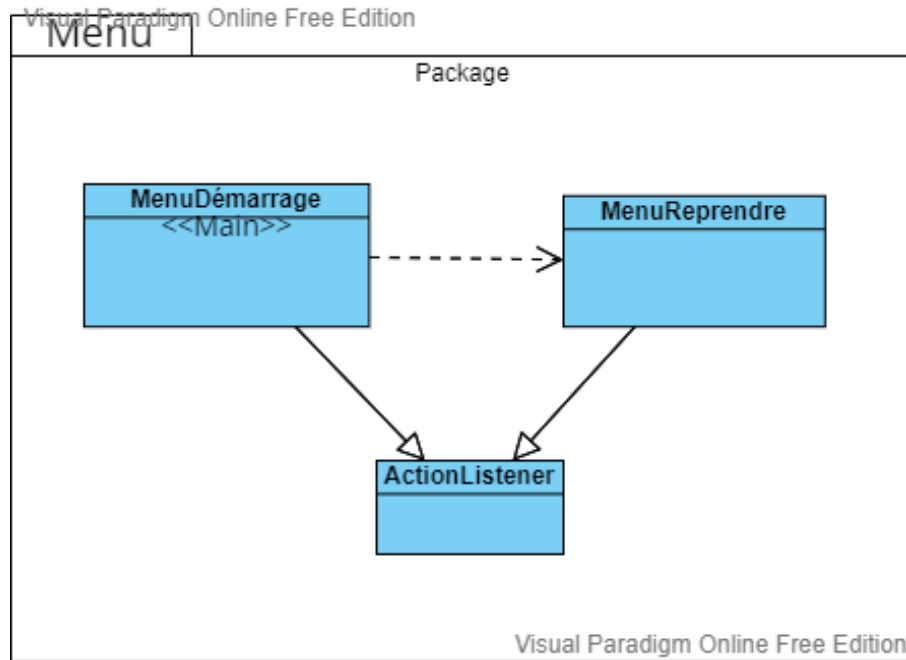 Visual Paradigm Online Free Edition
Menu
Package
MenuDémarrage
<<Main>>
MenuReprendre
ActionListener
Visual Paradigm Online Free Edition